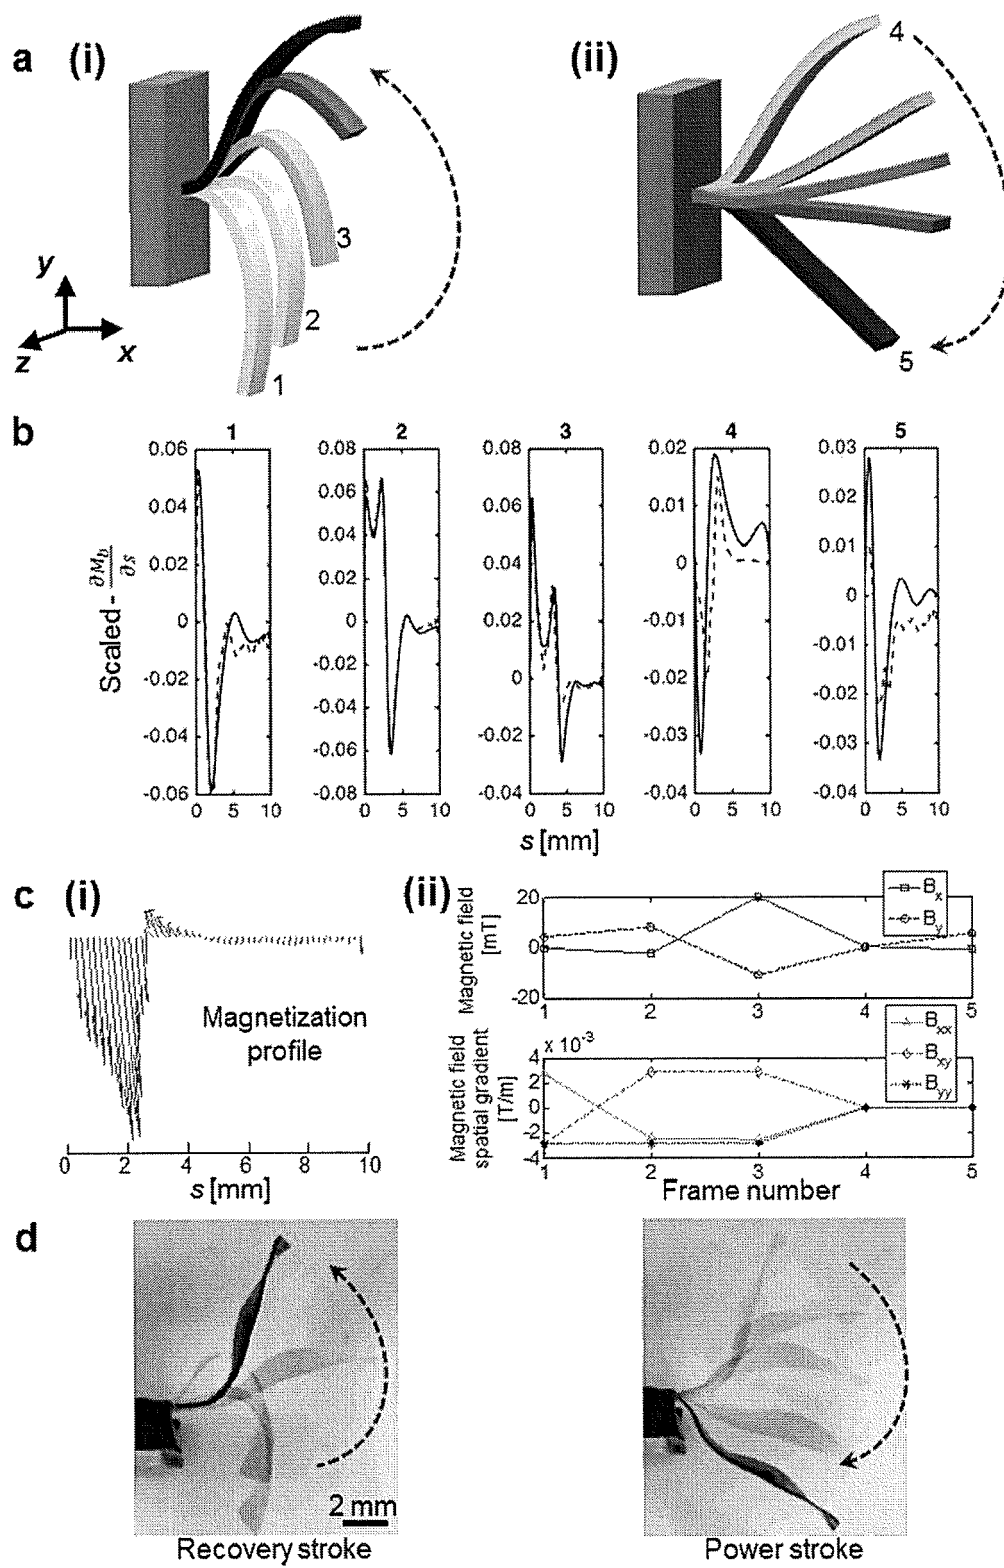 a (i) (ii)
4
3
y
2
x
z
1
5
b 1 2 3 4 5
0.06 0.08 0.08 0.02 0.03
0.04 0.06 0.06 0.01 0.02
0.02 0.04 0.04 0 0.01
0 0.02 0.02 -0.01 0
-0.02 0 0 -0.02 -0.01
-0.04 -0.02 -0.02 -0.03 -0.02
-0.06 -0.04 -0.04 -0.04 -0.03
-0.06 -0.04
-0.08
Scaled - ∂M_b/∂s
0 5 10 0 5 10 0 5 10 0 5 10 0 5 10
s [mm]
c (i) (ii)
Magnetization
profile
0 2 4 6 8 10
s [mm]
Magnetic field
[mT]
20
0
-20
1 2 3 4 5
B_x
B_y
Magnetic field
spatial gradient
[T/m]
x 10^-3
4
2
0
-2
-4
1 2 3 4 5
B_xx
B_xy
B_yy
Frame number
d
2 mm
Recovery stroke Power stroke